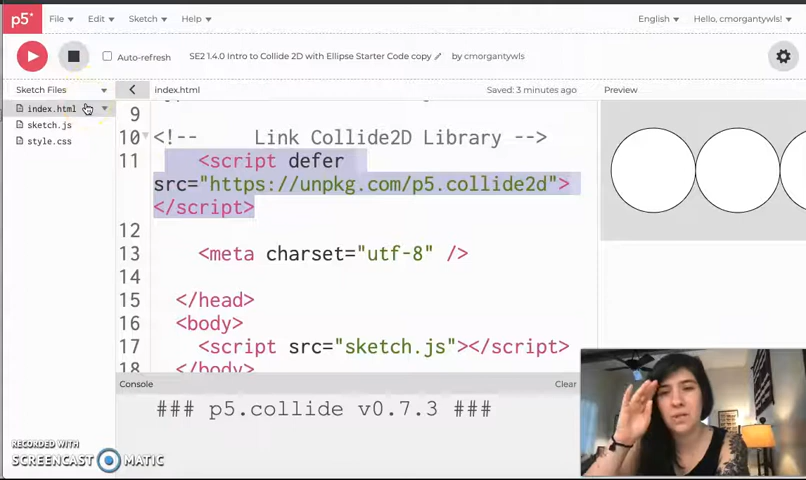 p5* File Edit Sketch Help English Hello, cmorgantywls!
Auto-refresh SE2 1.4.0 Intro to Collide 2D with Ellipse Starter Code copy by cmorgantywls
Sketch Files index.html Saved: 3 minutes ago Preview
index.html
sketch.js
style.css
9
10 <!-- Link Collide2D Library -->
11 <script defer
src="https://unpkg.com/p5.collide2d">
</script>
12
13 <meta charset="utf-8" />
14
15 </head>
16 <body>
17 <script src="sketch.js"></script>
18 </body>
Console Clear
### p5.collide v0.7.3 ###
RECORDED WITH
SCREENCAST MATIC